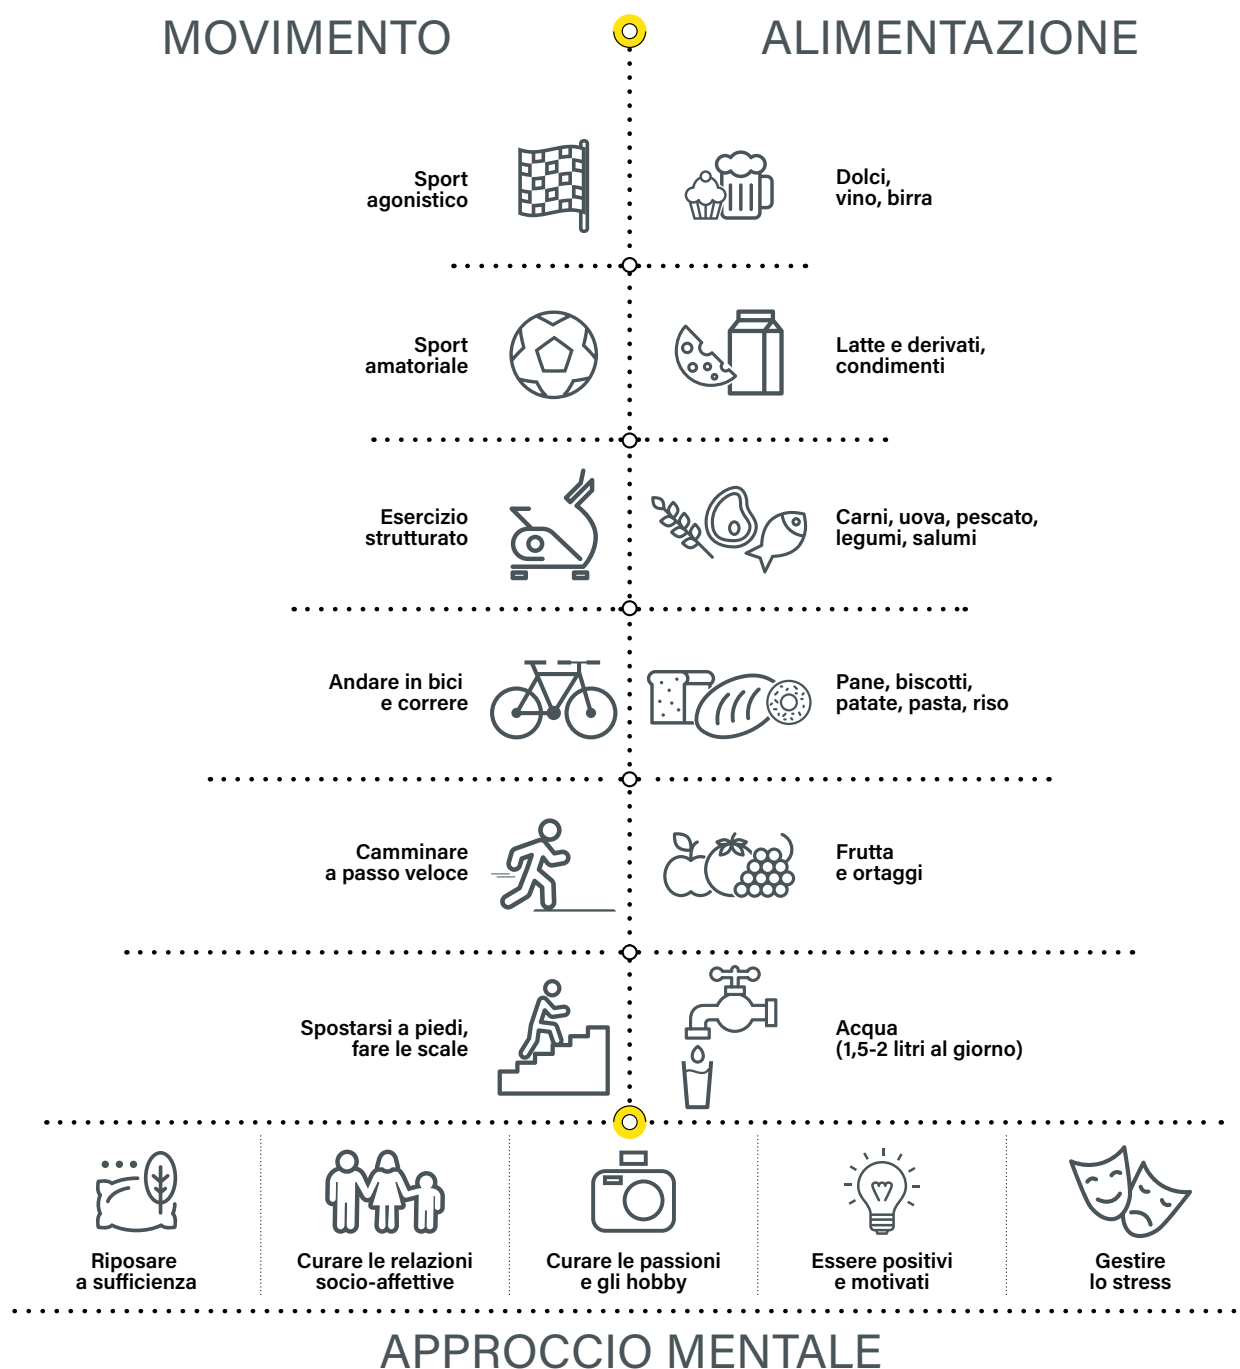 MOVIMENTO
ALIMENTAZIONE
Sport
agonistico
Dolci,
vino, birra
Sport
amatoriale
Latte e derivati,
condimenti
Esercizio
strutturato
Carni, uova, pescato,
legumi, salumi
Andare in bici
e correre
Pane, biscotti,
patate, pasta, riso
Camminare
a passo veloce
Frutta
e ortaggi
Spostarsi a piedi,
fare le scale
Acqua
(1,5-2 litri al giorno)
Riposare
a sufficienza
Curare le relazioni
socio-affettive
Curare le passioni
e gli hobby
Essere positivi
e motivati
Gestire
lo stress
APPROCCIO MENTALE